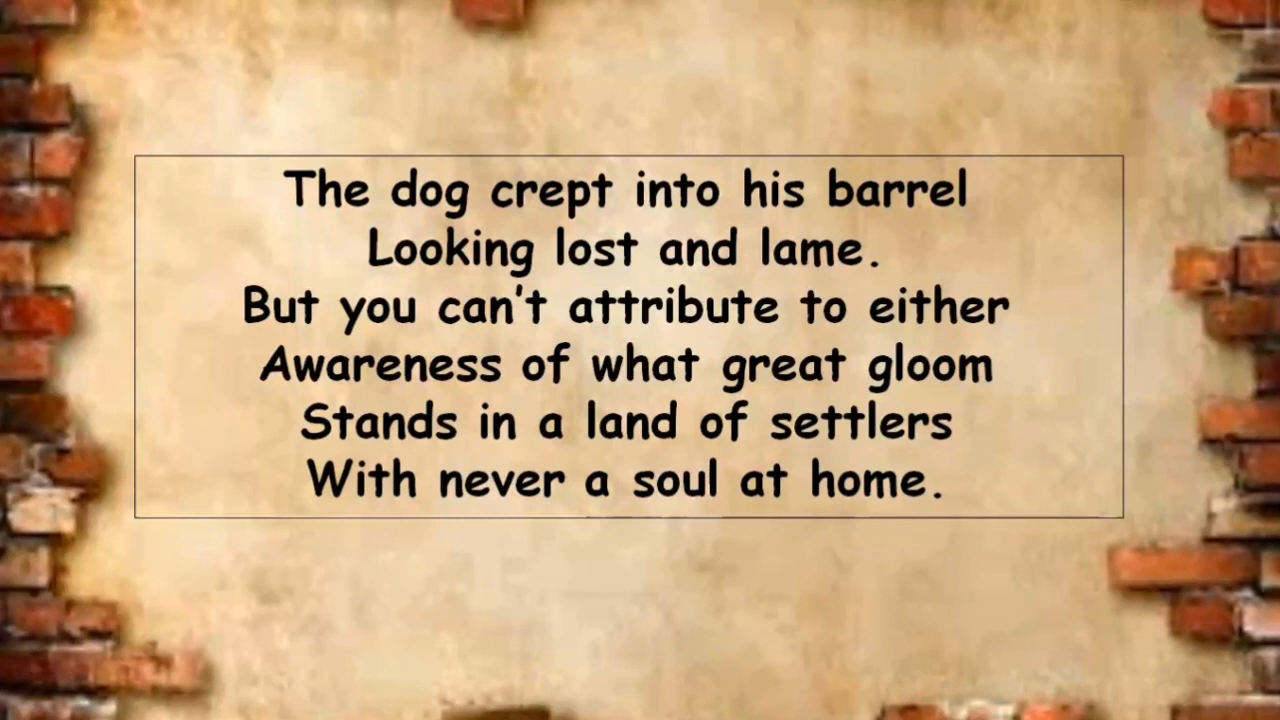 The dog crept into his barrel
Looking lost and lame.
But you can't attribute to either
Awareness of what great gloom
Stands in a land of settlers
With never a soul at home.